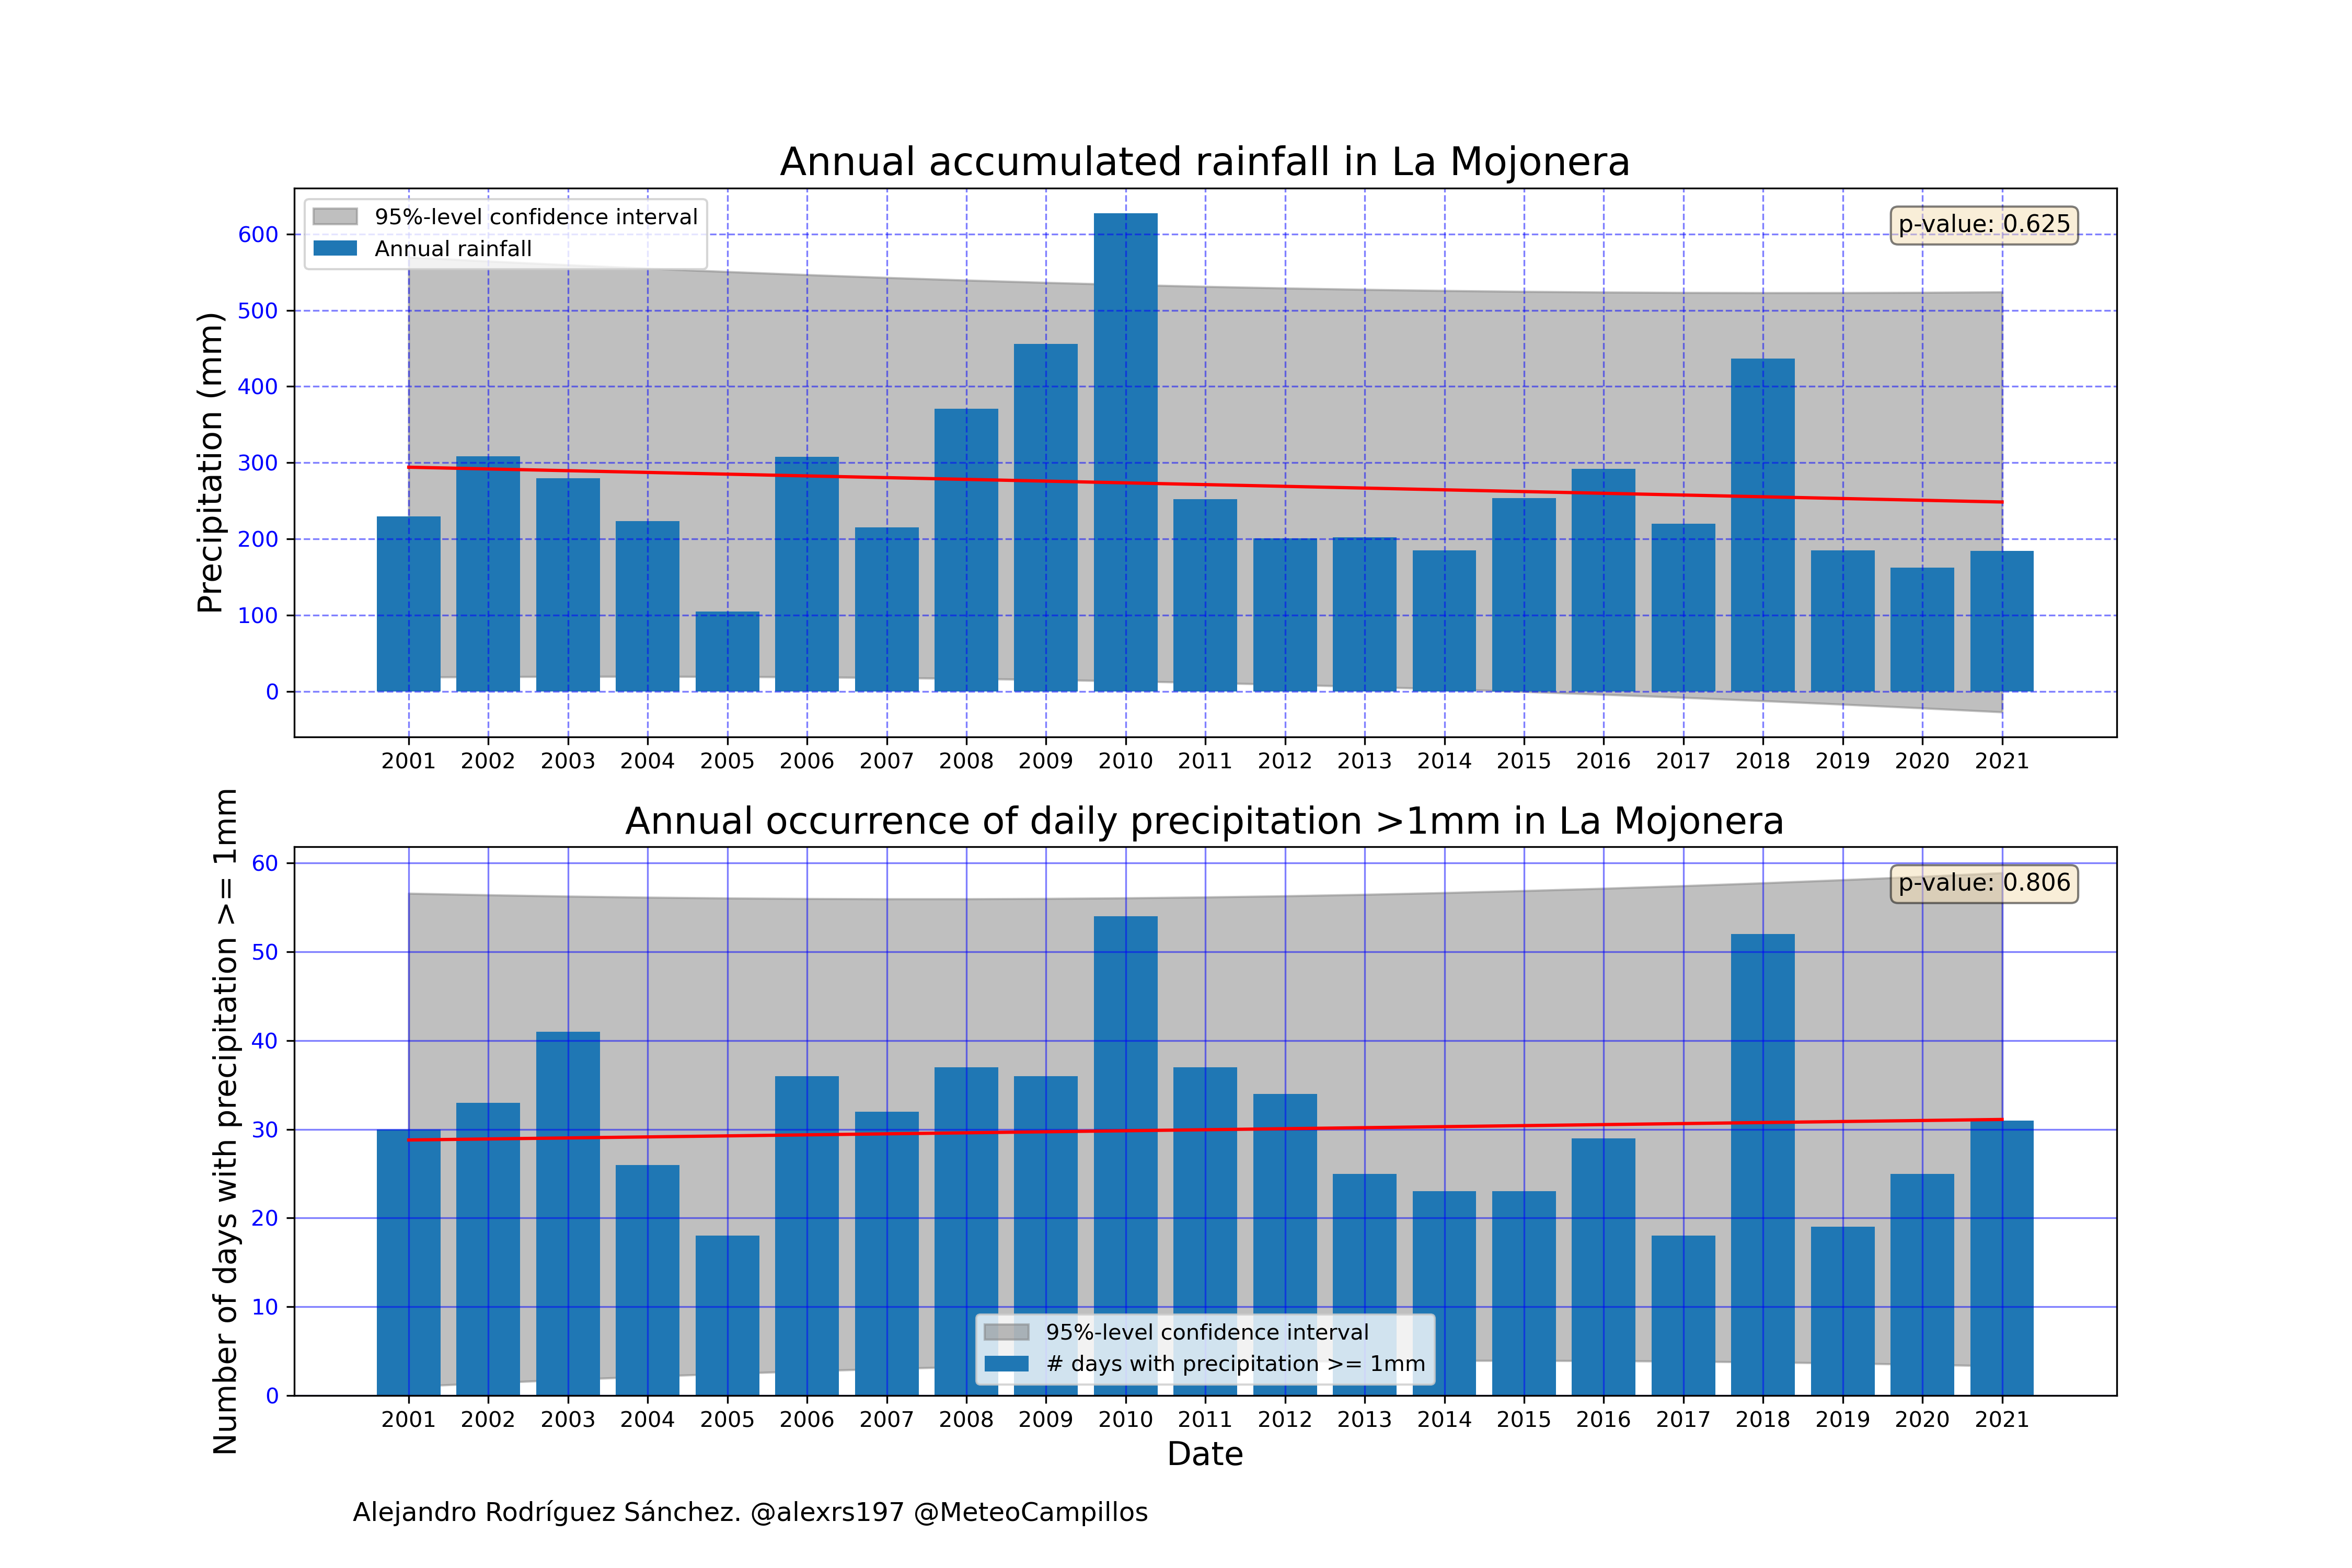 Annual accumulated rainfall in La Mojonera
95%-level confidence interval
Annual rainfall
p-value: 0.625
Precipitation (mm)
600
500
400
300
200
100
0
2001 2002 2003 2004 2005 2006 2007 2008 2009 2010 2011 2012 2013 2014 2015 2016 2017 2018 2019 2020 2021
Annual occurrence of daily precipitation >1mm in La Mojonera
p-value: 0.806
Number of days with precipitation >= 1mm
60
50
40
30
20
10
0
95%-level confidence interval
# days with precipitation >= 1mm
2001 2002 2003 2004 2005 2006 2007 2008 2009 2010 2011 2012 2013 2014 2015 2016 2017 2018 2019 2020 2021
Date
Alejandro Rodríguez Sánchez. @alexrs197 @MeteoCampillos